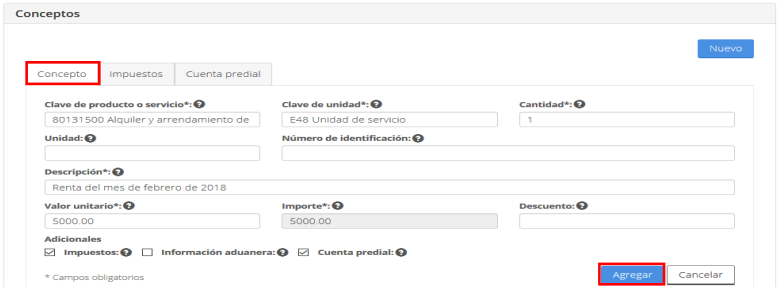 Conceptos
Nuevo
Concepto Impuestos Cuenta predial
Clave de producto o servicio*: Clave de unidad*: Cantidad*:
80131500 Alquiler y arrendamiento de E48 Unidad de servicio 1
Unidad: Número de identificación:
Descripción*:
Renta del mes de febrero de 2018
Valor unitario*: Importe*: Descuento:
5000.00 5000.00
Adicionales
Impuestos: Información aduanera: Cuenta predial:
* Campos obligatorios Agregar Cancelar